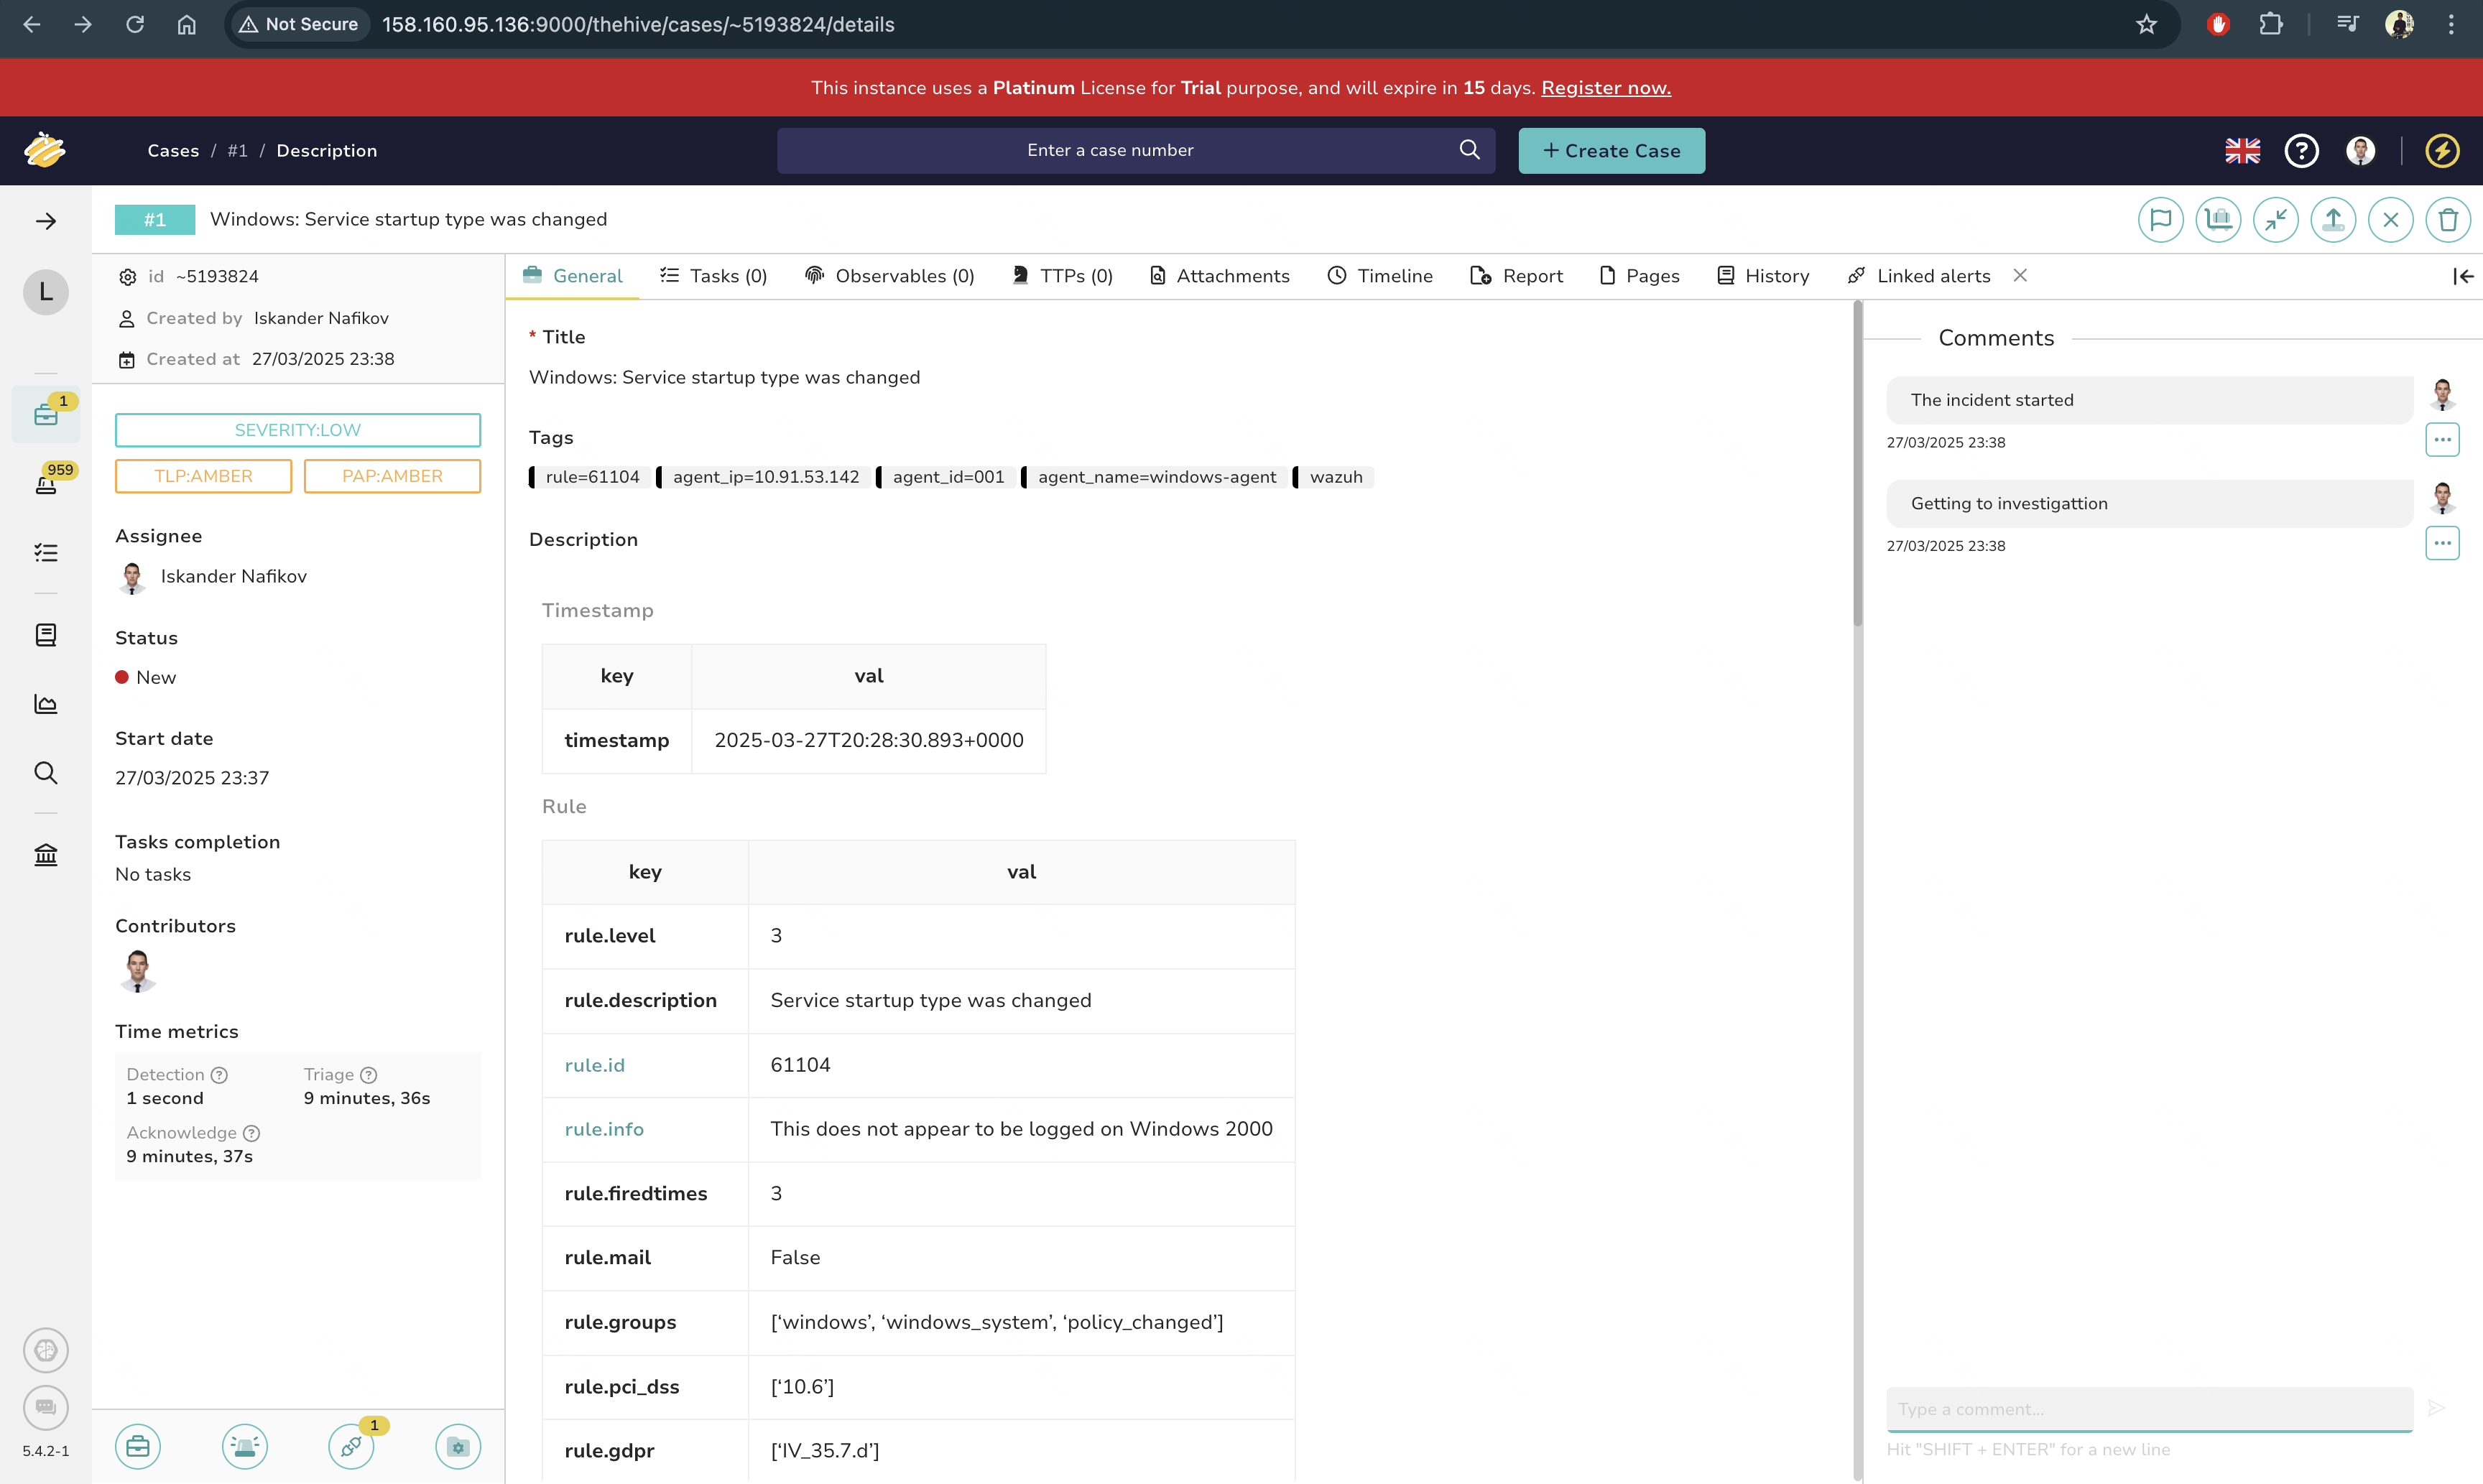 Not Secure 158.160.95.136:9000/thehive/cases/~5193824/details
This instance uses a Platinum License for Trial purpose, and will expire in 15 days. Register now.
Cases / #1 / Description
Enter a case number
+ Create Case
#1 Windows: Service startup type was changed
L
1
959
5.4.2-1
id ~5193824
Created by Iskander Nafikov
Created at 27/03/2025 23:38
SEVERITY:LOW
TLP:AMBER PAP:AMBER
Assignee
Iskander Nafikov
Status
New
Start date
27/03/2025 23:37
Tasks completion
No tasks
Contributors
Time metrics
Detection ? Triage ?
1 second 9 minutes, 36s
Acknowledge ?
9 minutes, 37s
1
General Tasks (0) Observables (0) TTPs (0) Attachments Timeline Report Pages History Linked alerts
* Title
Windows: Service startup type was changed
Tags
rule=61104 agent_ip=10.91.53.142 agent_id=001 agent_name=windows-agent wazuh
Description
Timestamp
key val
timestamp 2025-03-27T20:28:30.893+0000
Rule
key val
rule.level 3
rule.description Service startup type was changed
rule.id 61104
rule.info This does not appear to be logged on Windows 2000
rule.firedtimes 3
rule.mail False
rule.groups [‘windows’, ‘windows_system’, ‘policy_changed’]
rule.pci_dss [‘10.6’]
rule.gdpr [‘IV_35.7.d’]
Comments
The incident started
27/03/2025 23:38
Getting to investigattion
27/03/2025 23:38
Type a comment...
Hit "SHIFT + ENTER" for a new line